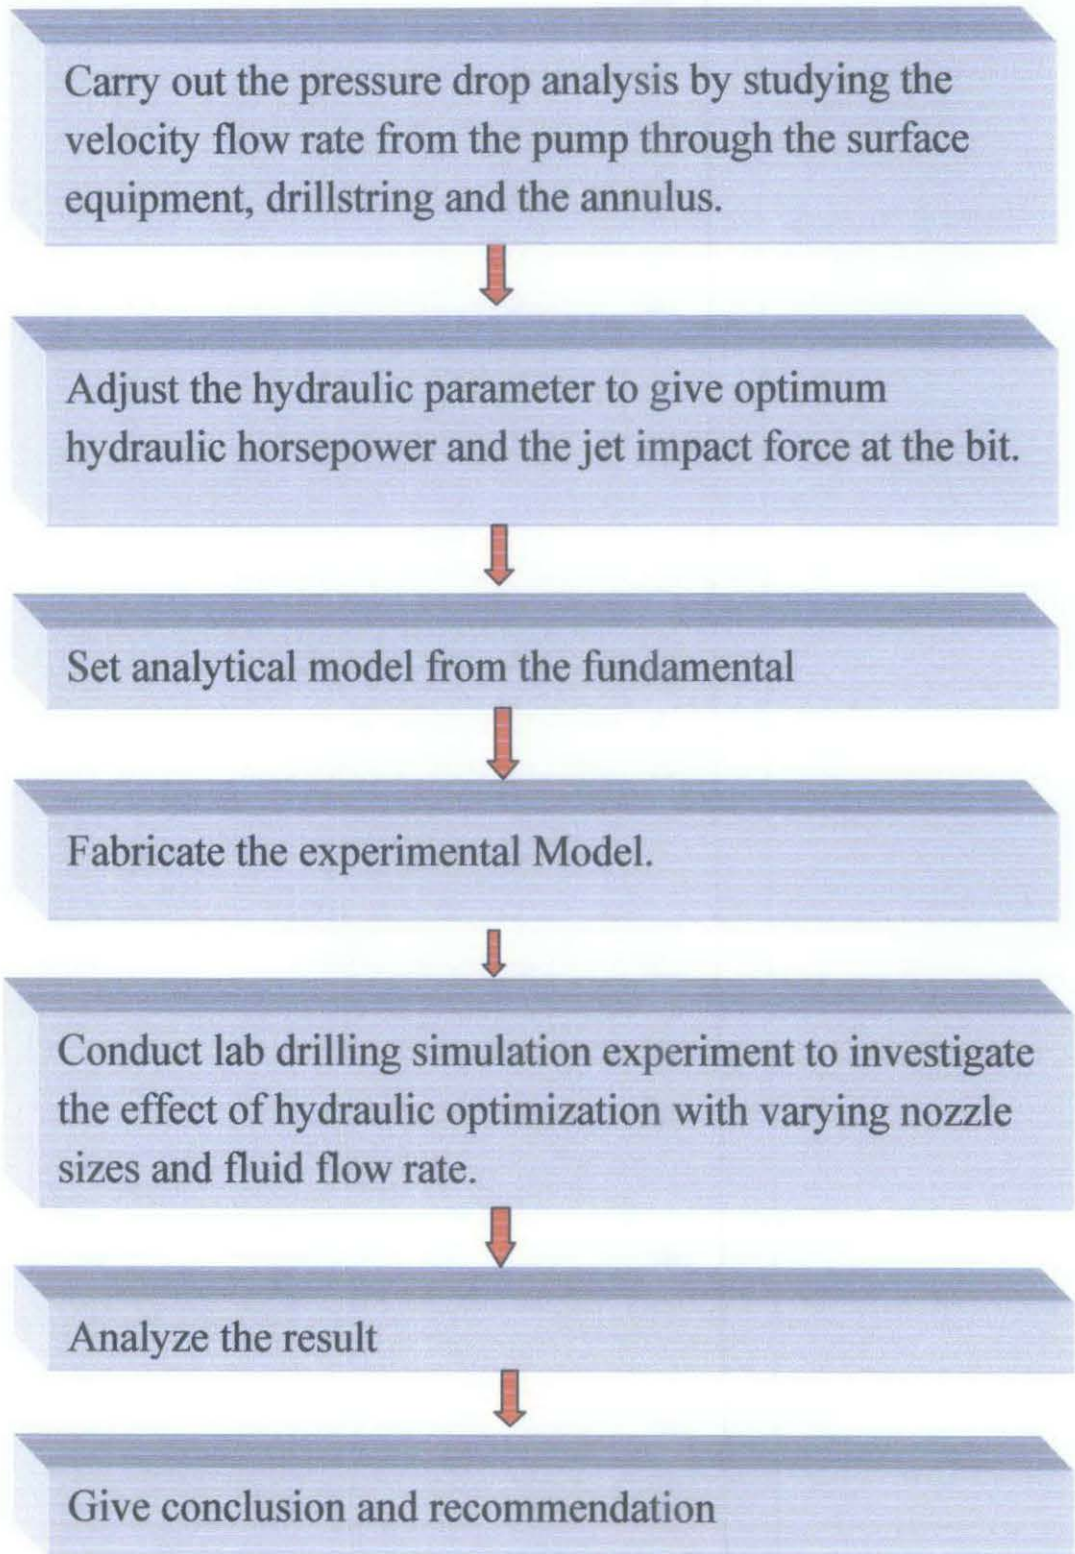 Carry out the pressure drop analysis by studying the
velocity flow rate from the pump through the surface
equipment, drillstring and the annulus.
Adjust the hydraulic parameter to give optimum
hydraulic horsepower and the jet impact force at the bit.
Set analytical model from the fundamental
Fabricate the experimental Model.
Conduct lab drilling simulation experiment to investigate
the effect of hydraulic optimization with varying nozzle
sizes and fluid flow rate.
Analyze the result
Give conclusion and recommendation